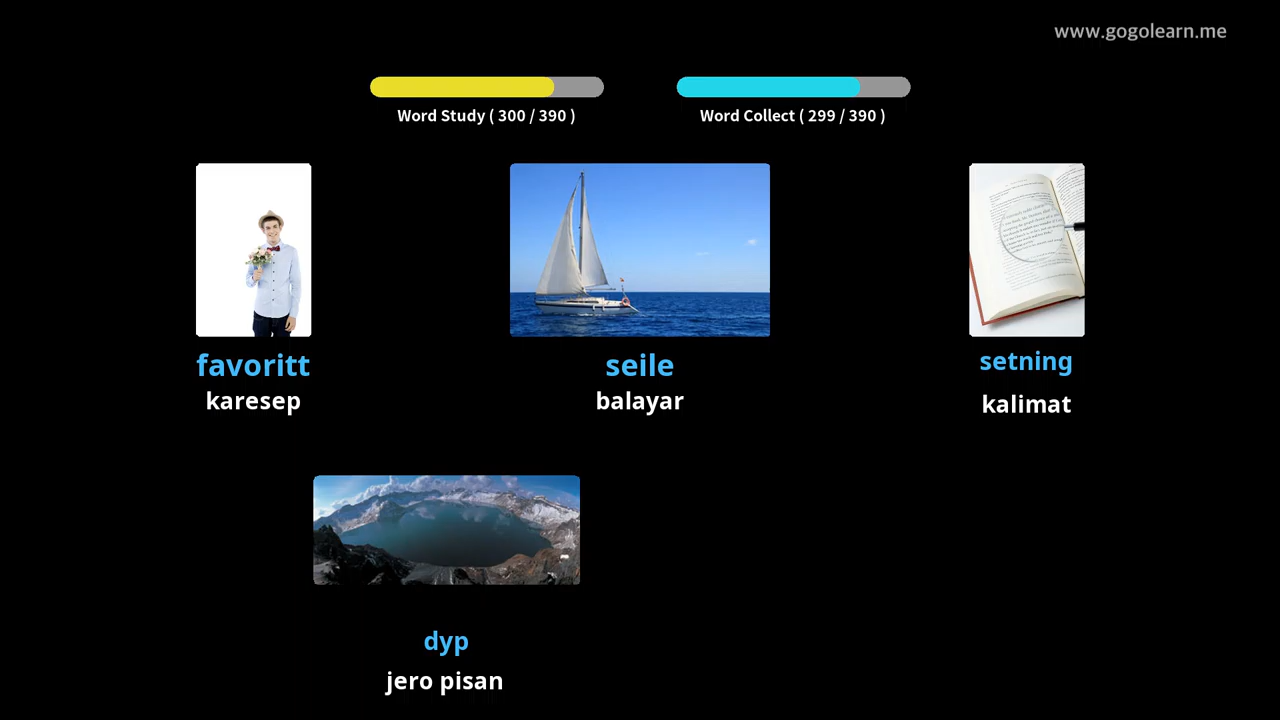 www.gogolearn.me
Word Study ( 300 / 390 )
Word Collect ( 299 / 390 )
favoritt
karesep
seile
balayar
setning
kalimat
dyp
jero pisan